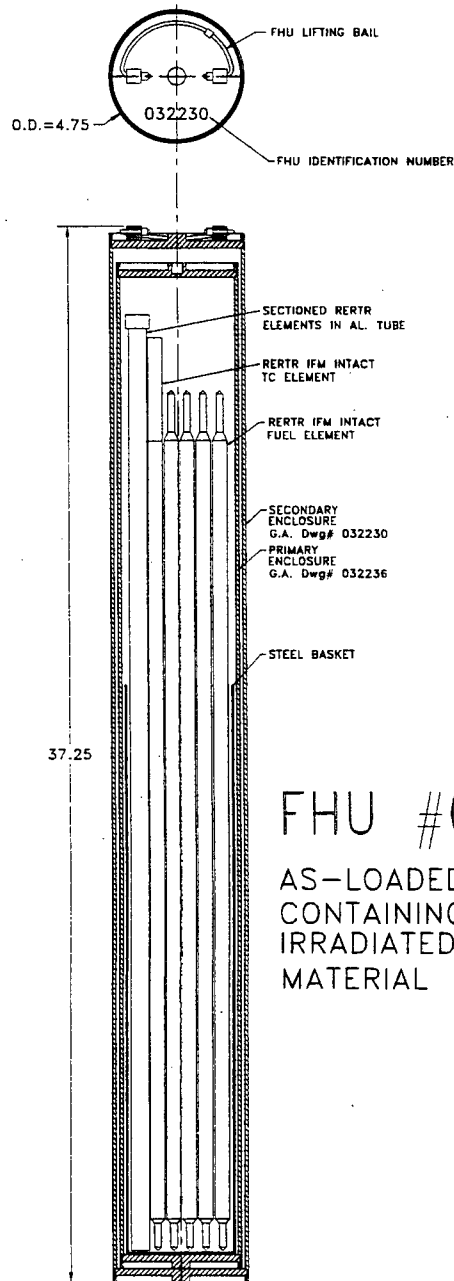 FHU LIFTING BAIL
O.D.=4.75
032230
FHU IDENTIFICATION NUMBER
SECTIONED RERTR
ELEMENTS IN AL. TUBE
RERTR IFM INTACT
TC ELEMENT
RERTR IFM INTACT
FUEL ELEMENT
SECONDARY
ENCLOSURE
G.A. Dwg# 032230
PRIMARY
ENCLOSURE
G.A. Dwg# 032236
STEEL BASKET
37.25
FHU #
AS-LOADED
CONTAINING
IRRADIATED
MATERIAL